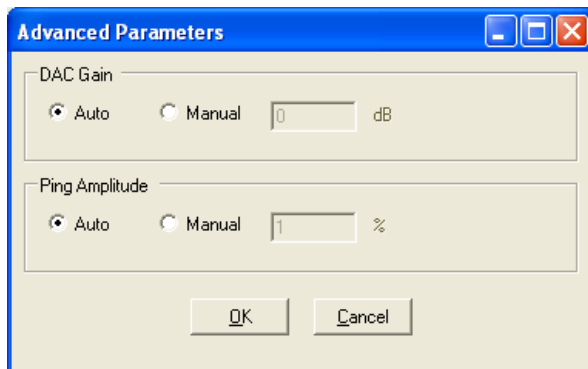 Advanced Parameters
DAC Gain
Auto Manual 0 dB
Ping Amplitude
Auto Manual 1 %
OK Cancel